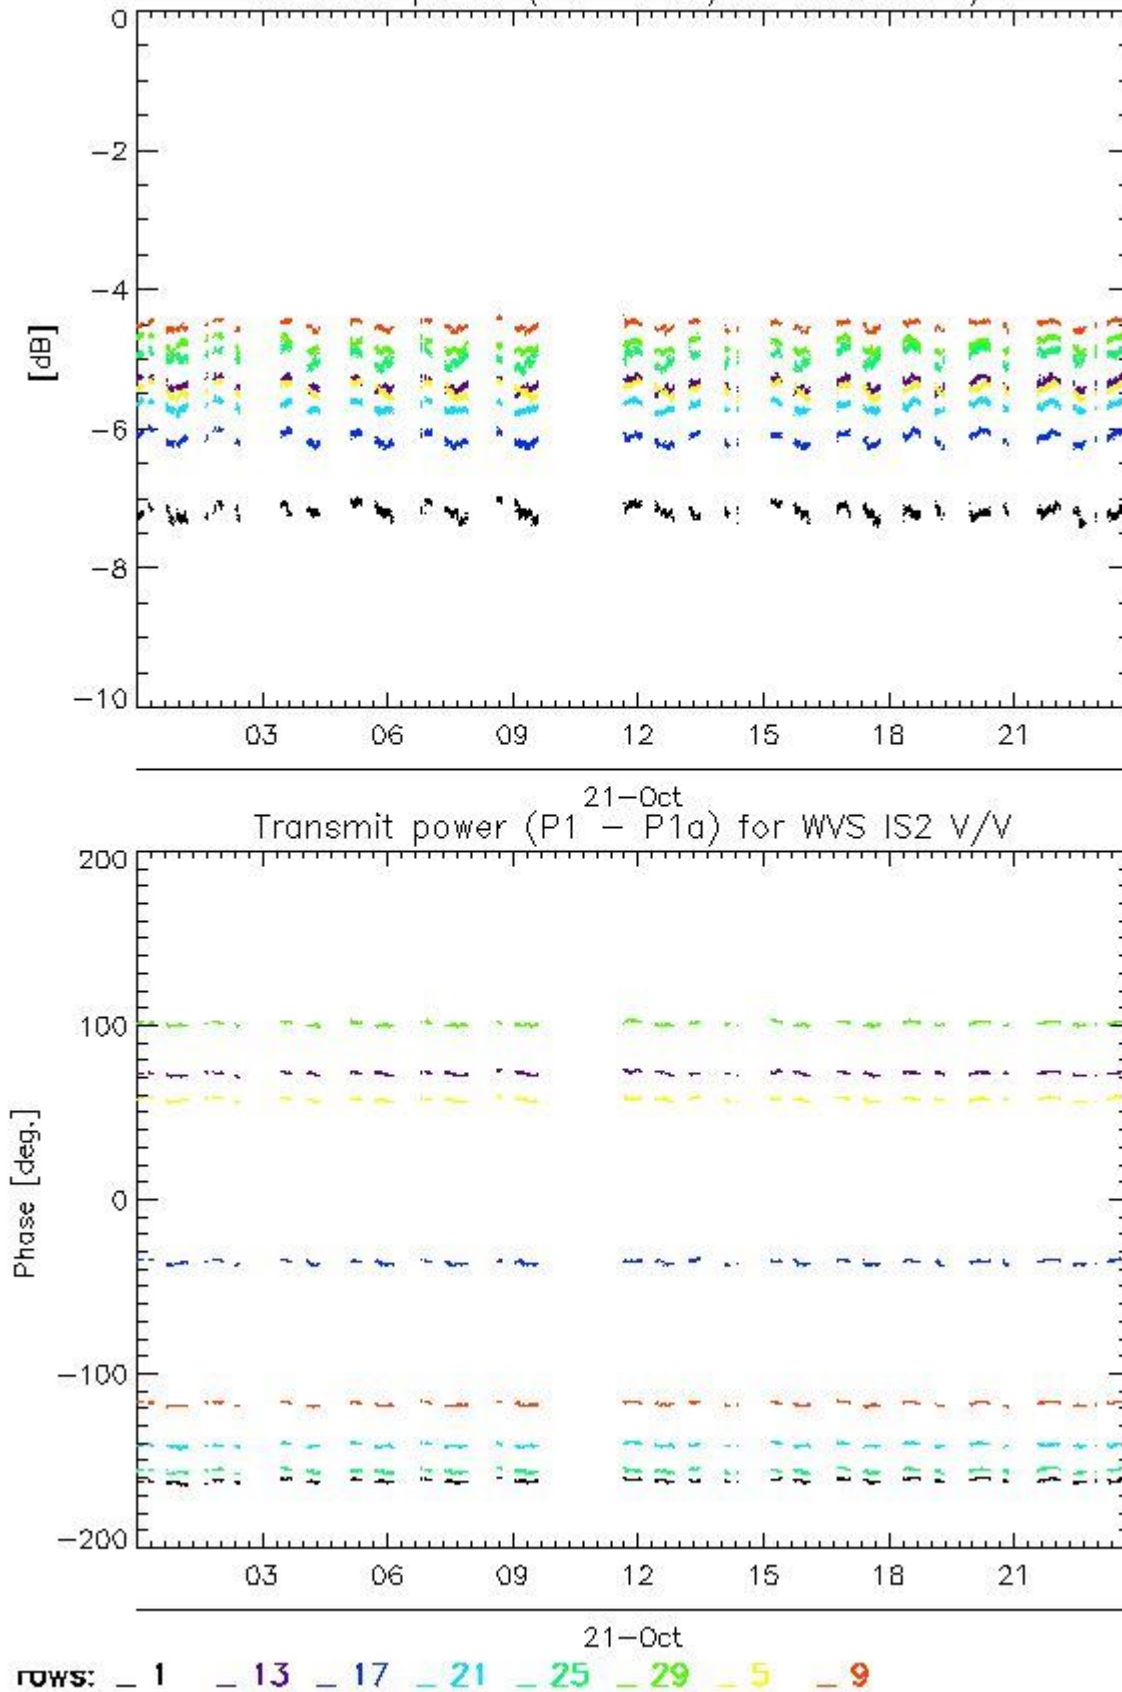 0
−2
−4
[dB]
−6
−8
−10
03 06 09 12 15 18 21
21−Oct
Transmit power (P1 − P1a) for WVS IS2 V/V
200
100
0
Phase [deg.]
−100
−200
03 06 09 12 15 18 21
21−Oct
rows: _ 1 _ 13 _ 17 _ 21 _ 25 _ 29 _ 5 _ 9